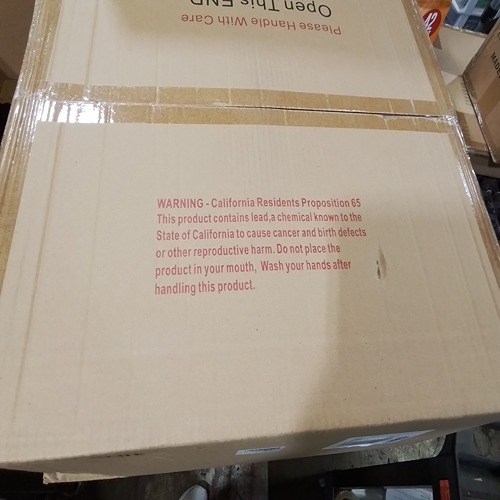 Open This END
Please Handle With Care
WARNING - California Residents Proposition 65
This product contains lead,a chemical known to the
State of California to cause cancer and birth defects
or other reproductive harm. Do not place the
product in your mouth, Wash your hands after
handling this product.